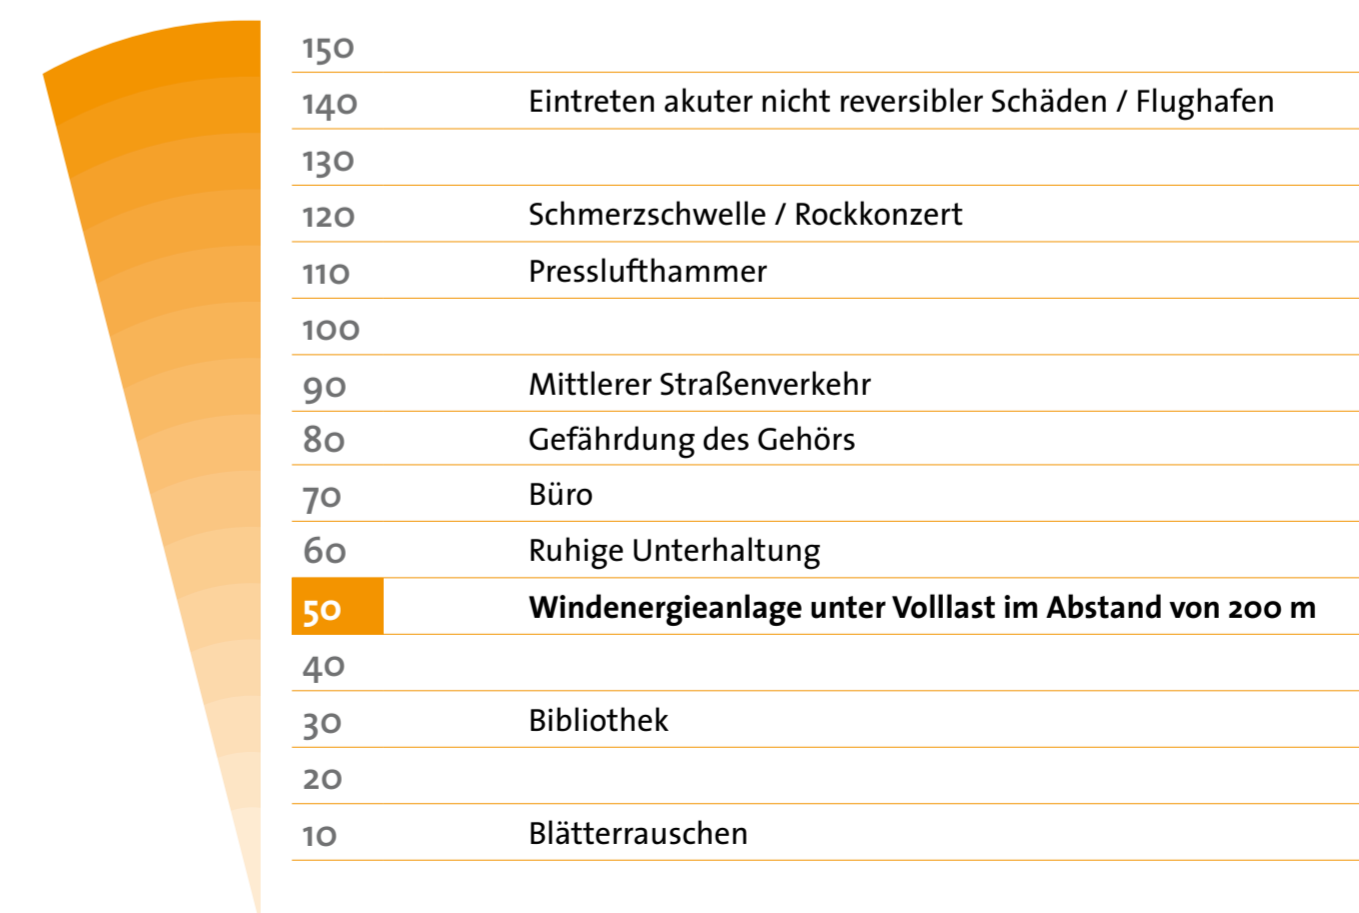 150
140 Eintreten akuter nicht reversibler Schäden / Flughafen
130
120 Schmerzschwelle / Rockkonzert
110 Presslufthammer
100
90 Mittlerer Straßenverkehr
80 Gefährdung des Gehörs
70 Büro
60 Ruhige Unterhaltung
50 Windenergieanlage unter Volllast im Abstand von 200 m
40
30 Bibliothek
20
10 Blätterrauschen